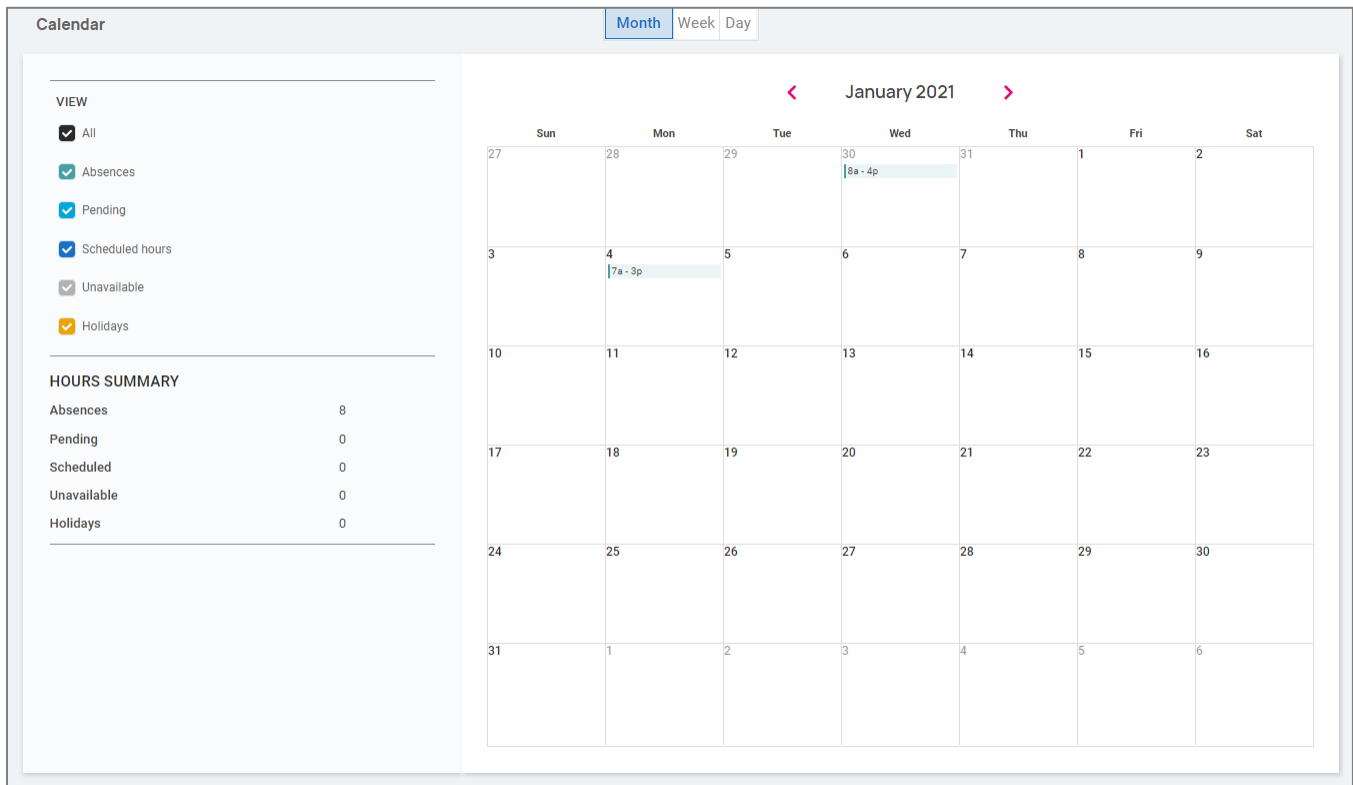 Calendar
Month Week Day
VIEW
All
Absences
Pending
Scheduled hours
Unavailable
Holidays
HOURS SUMMARY
Absences 8
Pending 0
Scheduled 0
Unavailable 0
Holidays 0
January 2021
Sun Mon Tue Wed Thu Fri Sat
27 28 29 30 31 1 2
8a - 4p
3 4 5 6 7 8 9
7a - 3p
10 11 12 13 14 15 16
17 18 19 20 21 22 23
24 25 26 27 28 29 30
31 1 2 3 4 5 6